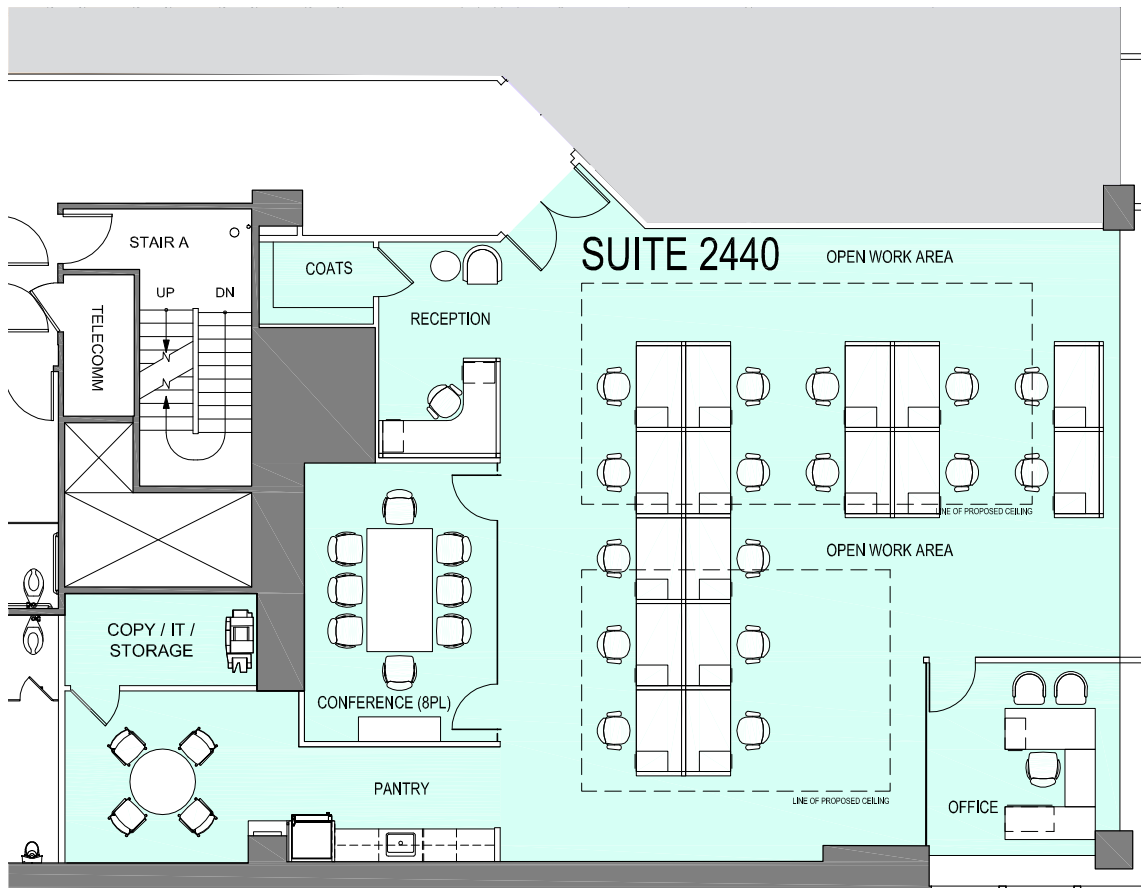 STAIR A
SUITE 2440
OPEN WORK AREA
COATS
UP
DN
TELECOMM
RECEPTION
LINE OF PROPOSED CEILING
OPEN WORK AREA
COPY / IT /
STORAGE
CONFERENCE (8PL)
PANTRY
LINE OF PROPOSED CEILING
OFFICE